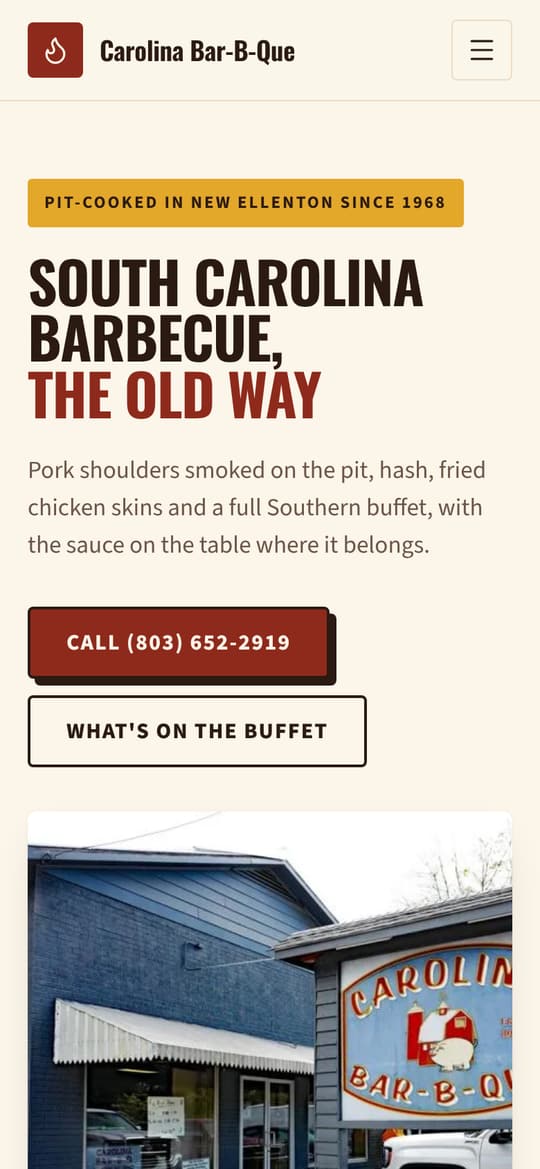 Carolina Bar-B-Que
PIT-COOKED IN NEW ELLENTON SINCE 1968
SOUTH CAROLINA
BARBECUE,
THE OLD WAY
Pork shoulders smoked on the pit, hash, fried
chicken skins and a full Southern buffet, with
the sauce on the table where it belongs.
CALL (803) 652-2919
WHAT'S ON THE BUFFET
CAROLIN
BAR-B-QU
CAROLINA